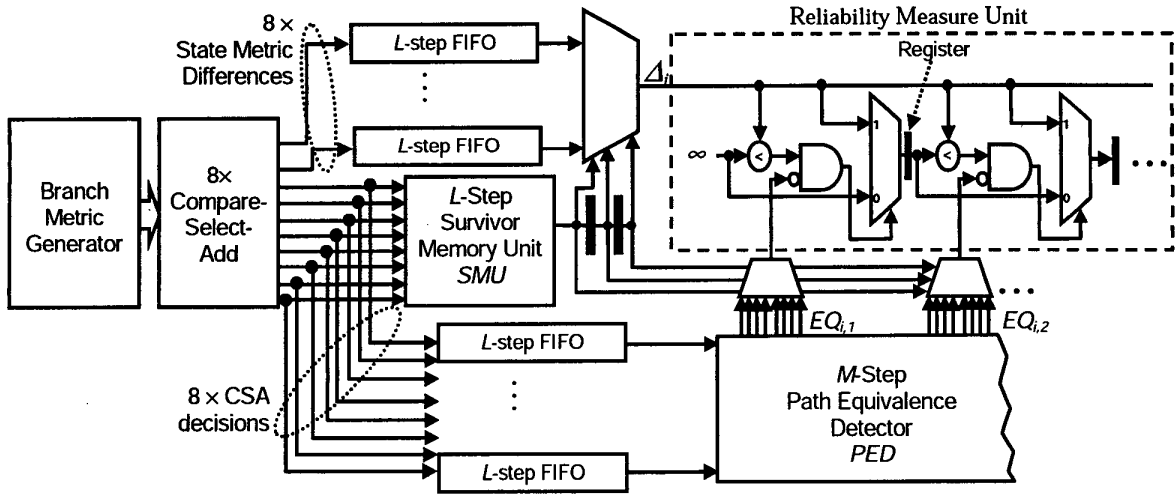 8 ×
State Metric
Differences
L-step FIFO
L-step FIFO
Δi
Reliability Measure Unit
Register
∞
<
1
0
<
1
0
Branch
Metric
Generator
8×
Compare-
Select-
Add
L-Step
Survivor
Memory Unit
SMU
8 × CSA
decisions
L-step FIFO
L-step FIFO
EQi,1
EQi,2
M-Step
Path Equivalence
Detector
PED